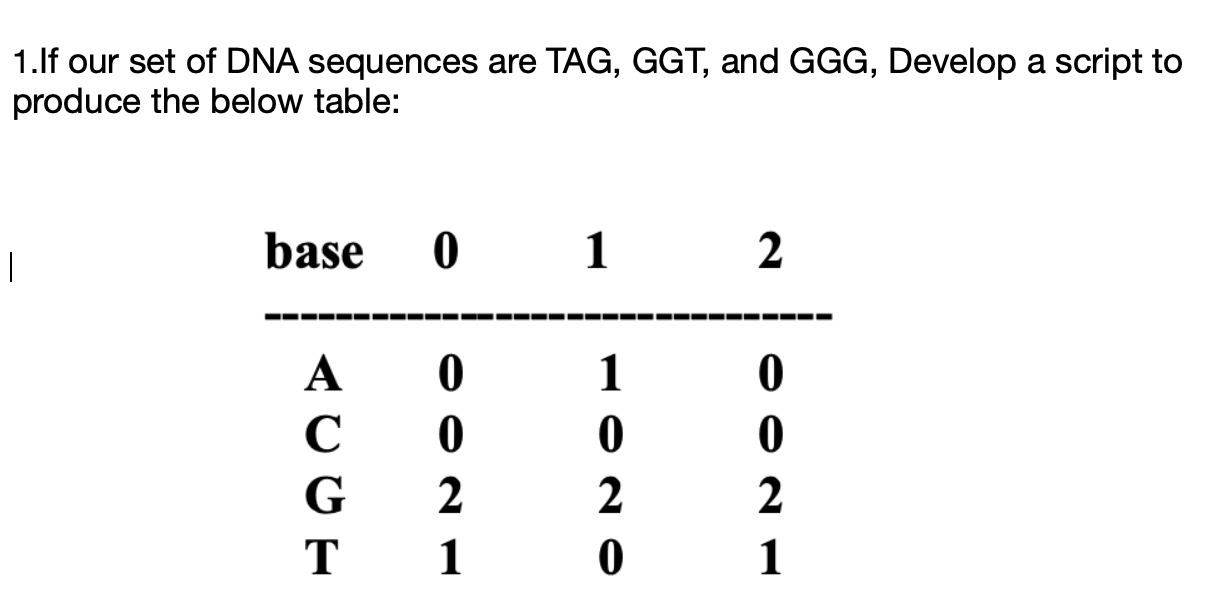 1.If our set of DNA sequences are TAG, GGT, and GGG, Develop a script to
produce the below table:
base 0 1 2
--------------------------------
A 0 1 0
C 0 0 0
G 2 2 2
T 1 0 1